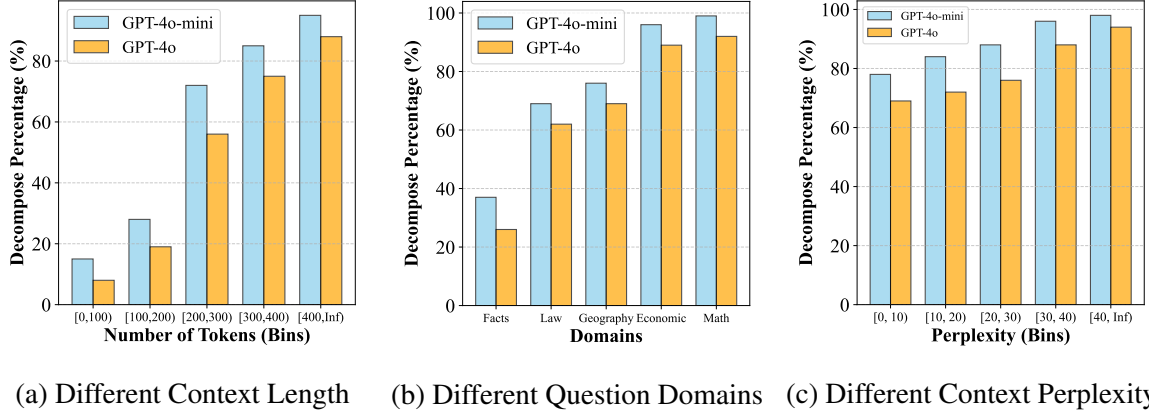 GPT-4o-mini
GPT-4o
Decompose Percentage (%)
80
60
40
20
0
[0,100)
[100,200)
[200,300)
[300,400)
[400,Inf)
Number of Tokens (Bins)
(a) Different Context Length
GPT-4o-mini
GPT-4o
Decompose Percentage (%)
100
80
60
40
20
0
Facts
Law
Geography
Economic
Math
Domains
(b) Different Question Domains
GPT-4o-mini
GPT-4o
Decompose Percentage (%)
100
80
60
40
20
0
[0, 10)
[10, 20)
[20, 30)
[30, 40)
[40, Inf)
Perplexity (Bins)
(c) Different Context Perplexity